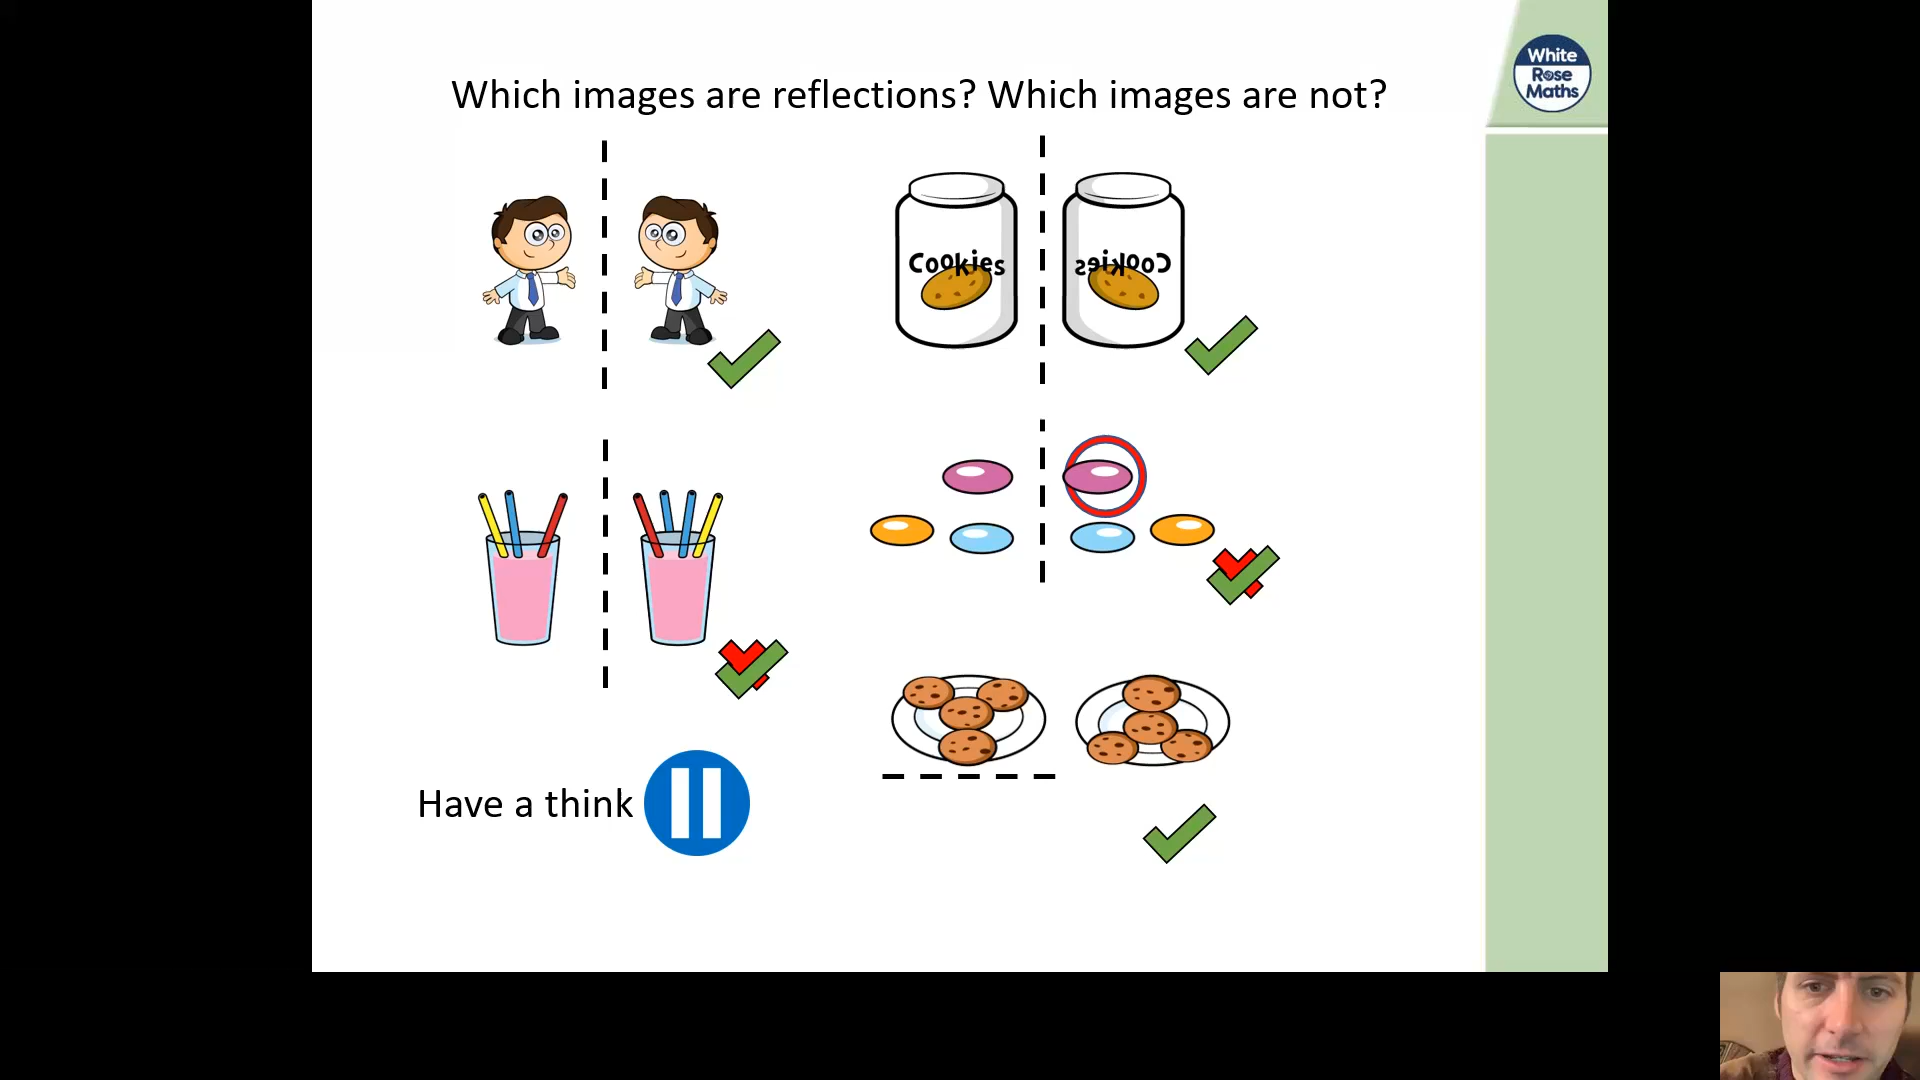 Which images are reflections? Which images are not?
White
Rose
Maths
Cookies
Cookies
Have a think